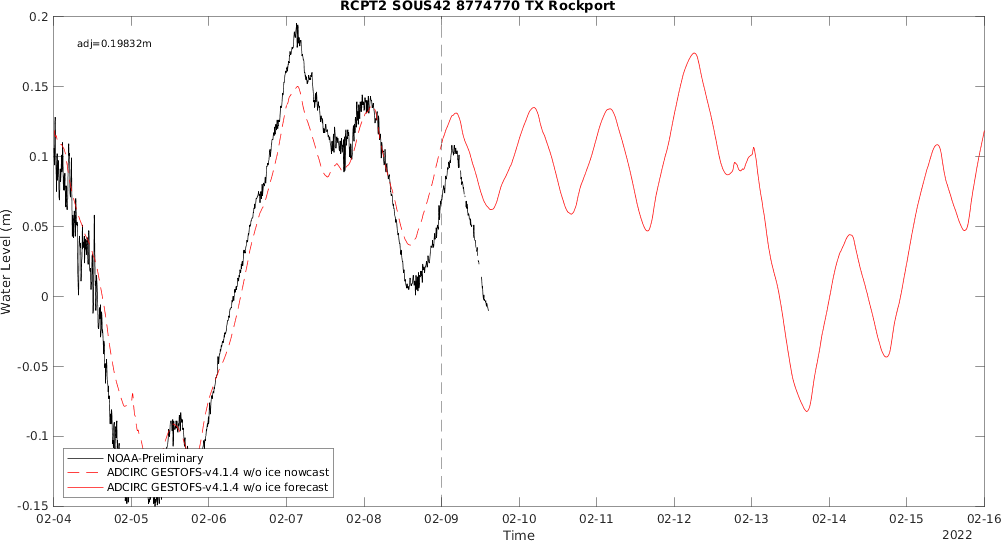 RCPT2 SOUS42 8774770 TX Rockport
adj=0.19832m
0.2
0.15
0.1
0.05
0
-0.05
-0.1
-0.15
Water Level (m)
NOAA-Preliminary
ADCIRC GESTOFS-v4.1.4 w/o ice nowcast
ADCIRC GESTOFS-v4.1.4 w/o ice forecast
02-04 02-05 02-06 02-07 02-08 02-09 02-10 02-11 02-12 02-13 02-14 02-15 02-16
Time
2022